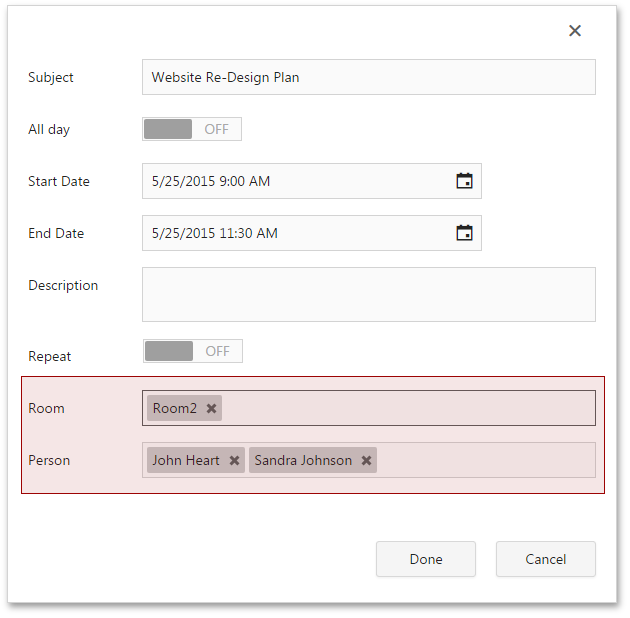 Subject Website Re-Design Plan
All day OFF
Start Date 5/25/2015 9:00 AM
End Date 5/25/2015 11:30 AM
Description
Repeat OFF
Room Room2
Person John Heart Sandra Johnson
Done Cancel